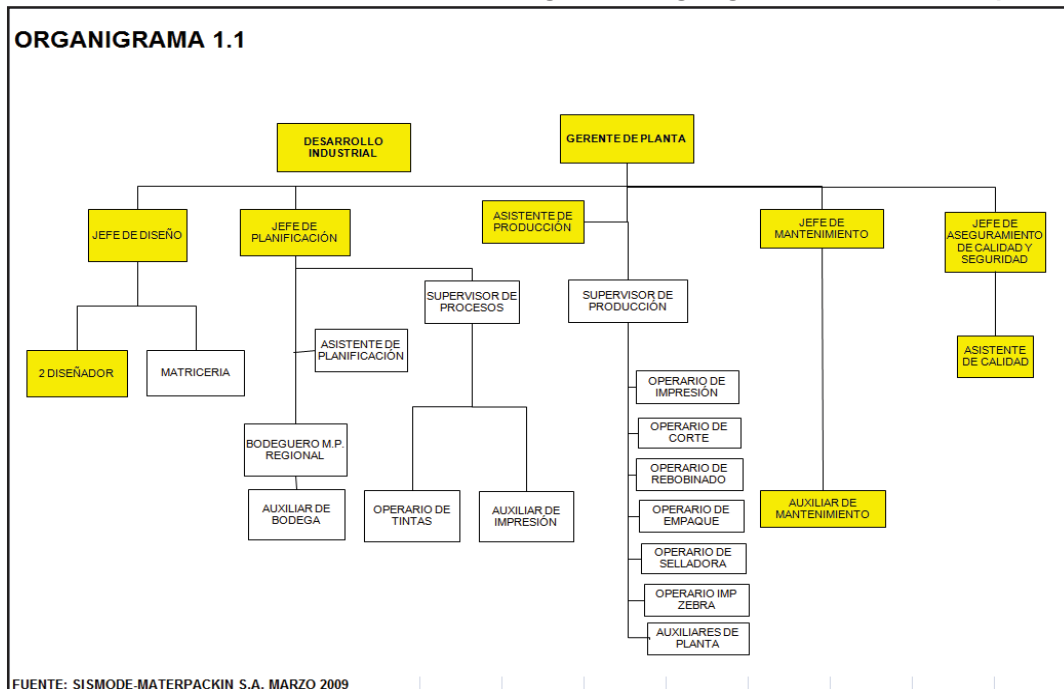 ORGANIGRAMA 1.1
DESARROLLO
INDUSTRIAL
GERENTE DE PLANTA
JEFE DE DISEÑO
JEFE DE
PLANIFICACIÓN
ASISTENTE DE
PRODUCCIÓN
JEFE DE
MANTENIMIENTO
JEFE DE
ASEGURAMIENTO
DE CALIDAD Y
SEGURIDAD
SUPERVISOR DE
PROCESOS
SUPERVISOR DE
PRODUCCIÓN
ASISTENTE DE
PLANIFICACIÓN
ASISTENTE
DE CALIDAD
2 DISEÑADOR
MATRICERIA
OPERARIO DE
IMPRESIÓN
OPERARIO DE
CORTE
BODEGUERO M.P.
REGIONAL
OPERARIO DE
REBOBINADO
AUXILIAR DE
BODEGA
OPERARIO DE
TINTAS
AUXILIAR DE
IMPRESIÓN
OPERARIO DE
EMPAQUE
AUXILIAR DE
MANTENIMIENTO
OPERARIO DE
SELLADORA
OPERARIO IMP
ZEBRA
AUXILIARES DE
PLANTA
FUENTE: SISMODE-MATERPACKIN S.A. MARZO 2009